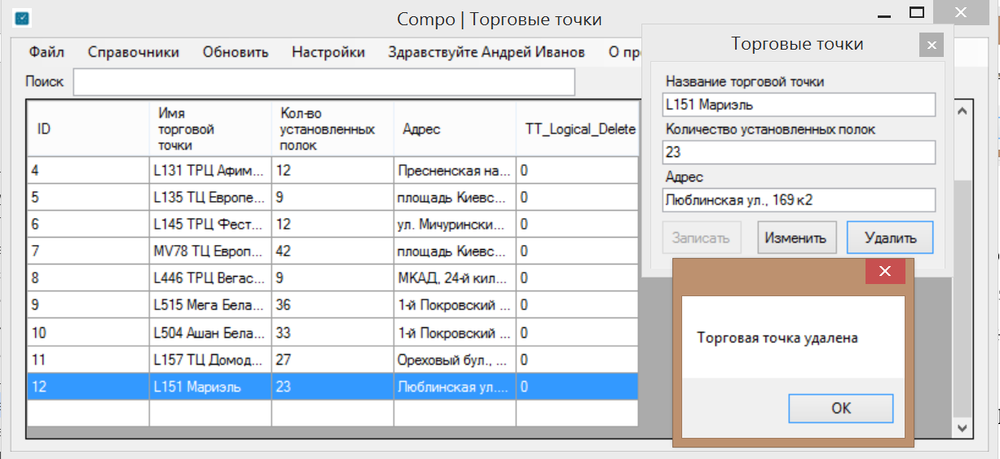 Compo | Торговые точки
Файл Справочники Обновить Настройки Здравствуйте Андрей Иванов О пр
Поиск
ID Имя торговой точки Кол-во установленных полок Адрес TT_Logical_Delete
4 L131 ТРЦ Афим... 12 Пресненская на... 0
5 L135 ТЦ Европе... 9 площадь Киевс... 0
6 L145 ТРЦ Фест... 12 ул. Мичурински... 0
7 MV78 ТЦ Европ... 42 площадь Киевс... 0
8 L446 ТРЦ Вегас... 9 МКАД, 24-й кил... 0
9 L515 Мега Бела... 36 1-й Покровский ... 0
10 L504 Ашан Бела... 33 1-й Покровский ... 0
11 L157 ТЦ Домод... 27 Ореховый бул., ... 0
12 L151 Мариэль 23 Люблинская ул.... 0
Торговые точки
Название торговой точки
L151 Мариэль
Количество установленных полок
23
Адрес
Люблинская ул., 169 к2
Записать Изменить Удалить
Торговая точка удалена
OK